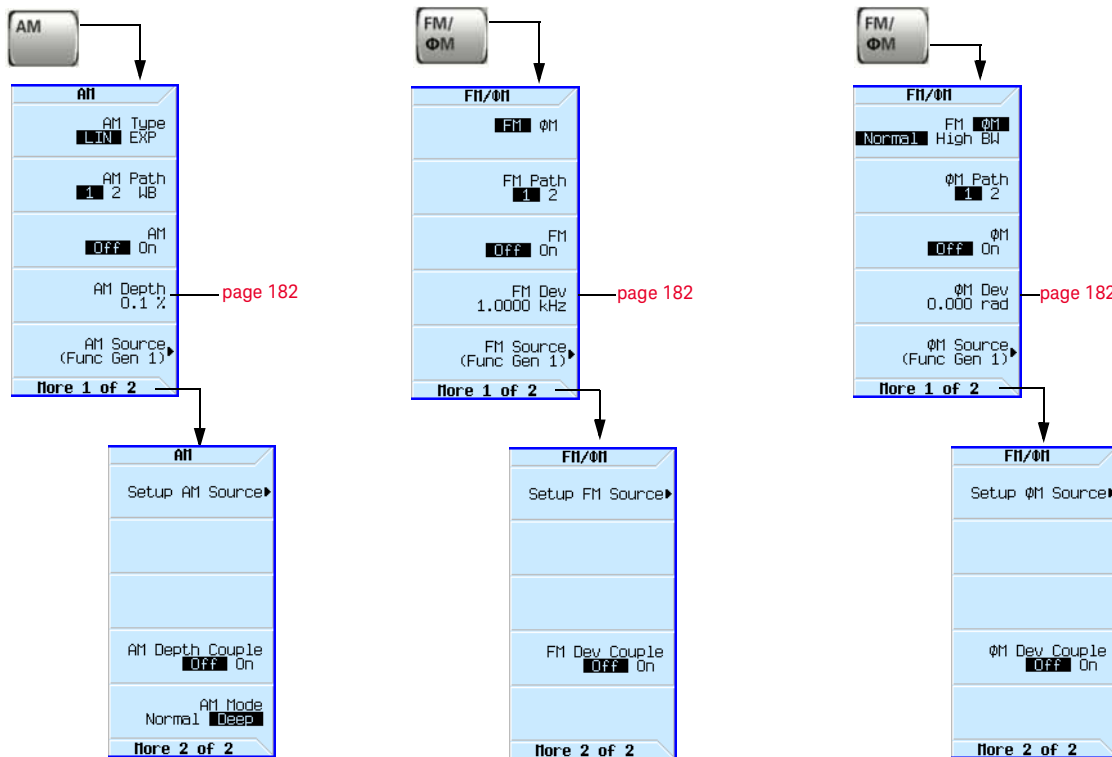 AM
AM
AM Type
LIN EXP
AM Path
1 2 WB
AM
Off On
AM Depth
0.1 %
page 182
AM Source
(Func Gen 1)
More 1 of 2
AM
Setup AM Source
AM Depth Couple
Off On
AM Mode
Normal Deep
More 2 of 2
FM/
ΦM
FM/ΦM
FM ΦM
FM Path
1 2
FM
Off On
FM Dev
1.0000 kHz
page 182
FM Source
(Func Gen 1)
More 1 of 2
FM/ΦM
Setup FM Source
FM Dev Couple
Off On
More 2 of 2
FM/
ΦM
FM/ΦM
FM ΦM
Normal High BW
ΦM Path
1 2
ΦM
Off On
ΦM Dev
0.000 rad
page 182
ΦM Source
(Func Gen 1)
More 1 of 2
FM/ΦM
Setup ΦM Source
ΦM Dev Couple
Off On
More 2 of 2